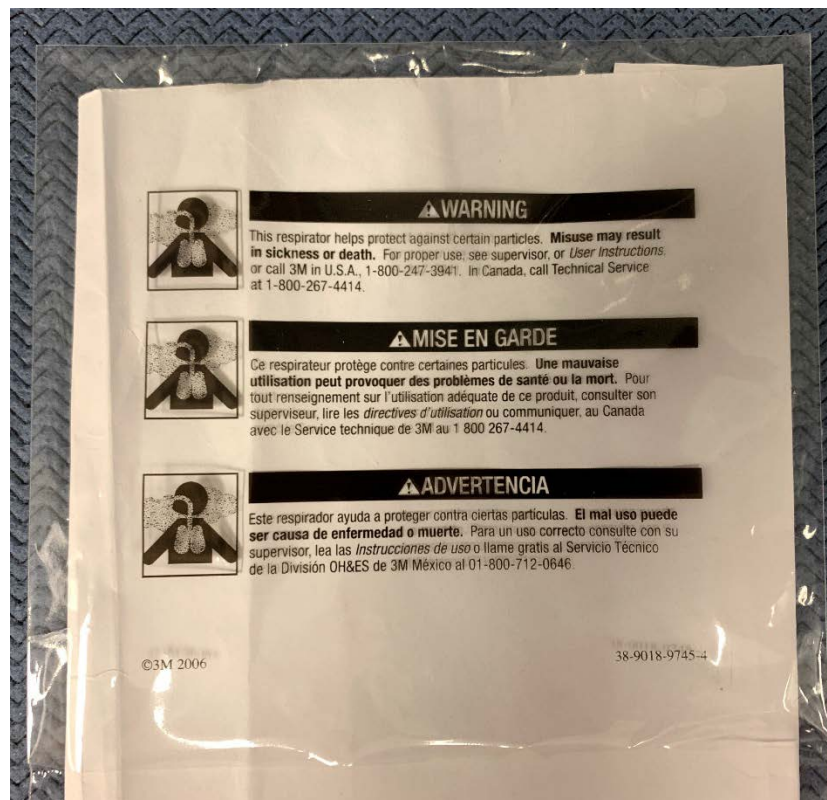 WARNING
This respirator helps protect against certain particles. Misuse may result
in sickness or death. For proper use, see supervisor, or User Instructions,
or call 3M in U.S.A., 1-800-247-3941. In Canada, call Technical Service
at 1-800-267-4414.
MISE EN GARDE
Ce respirateur protège contre certaines particules. Une mauvaise
utilisation peut provoquer des problèmes de santé ou la mort. Pour
tout renseignement sur l'utilisation adéquate de ce produit, consulter son
superviseur, lire les directives d'utilisation ou communiquer, au Canada
avec le Service technique de 3M au 1 800 267-4414.
ADVERTENCIA
Este respirador ayuda a proteger contra ciertas partículas. El mal uso puede
ser causa de enfermedad o muerte. Para un uso correcto consulte con su
supervisor, lea las Instrucciones de uso o llame gratis al Servicio Técnico
de la División OH&ES de 3M México al 01-800-712-0646.
©3M 2006
38-9018-9745-4